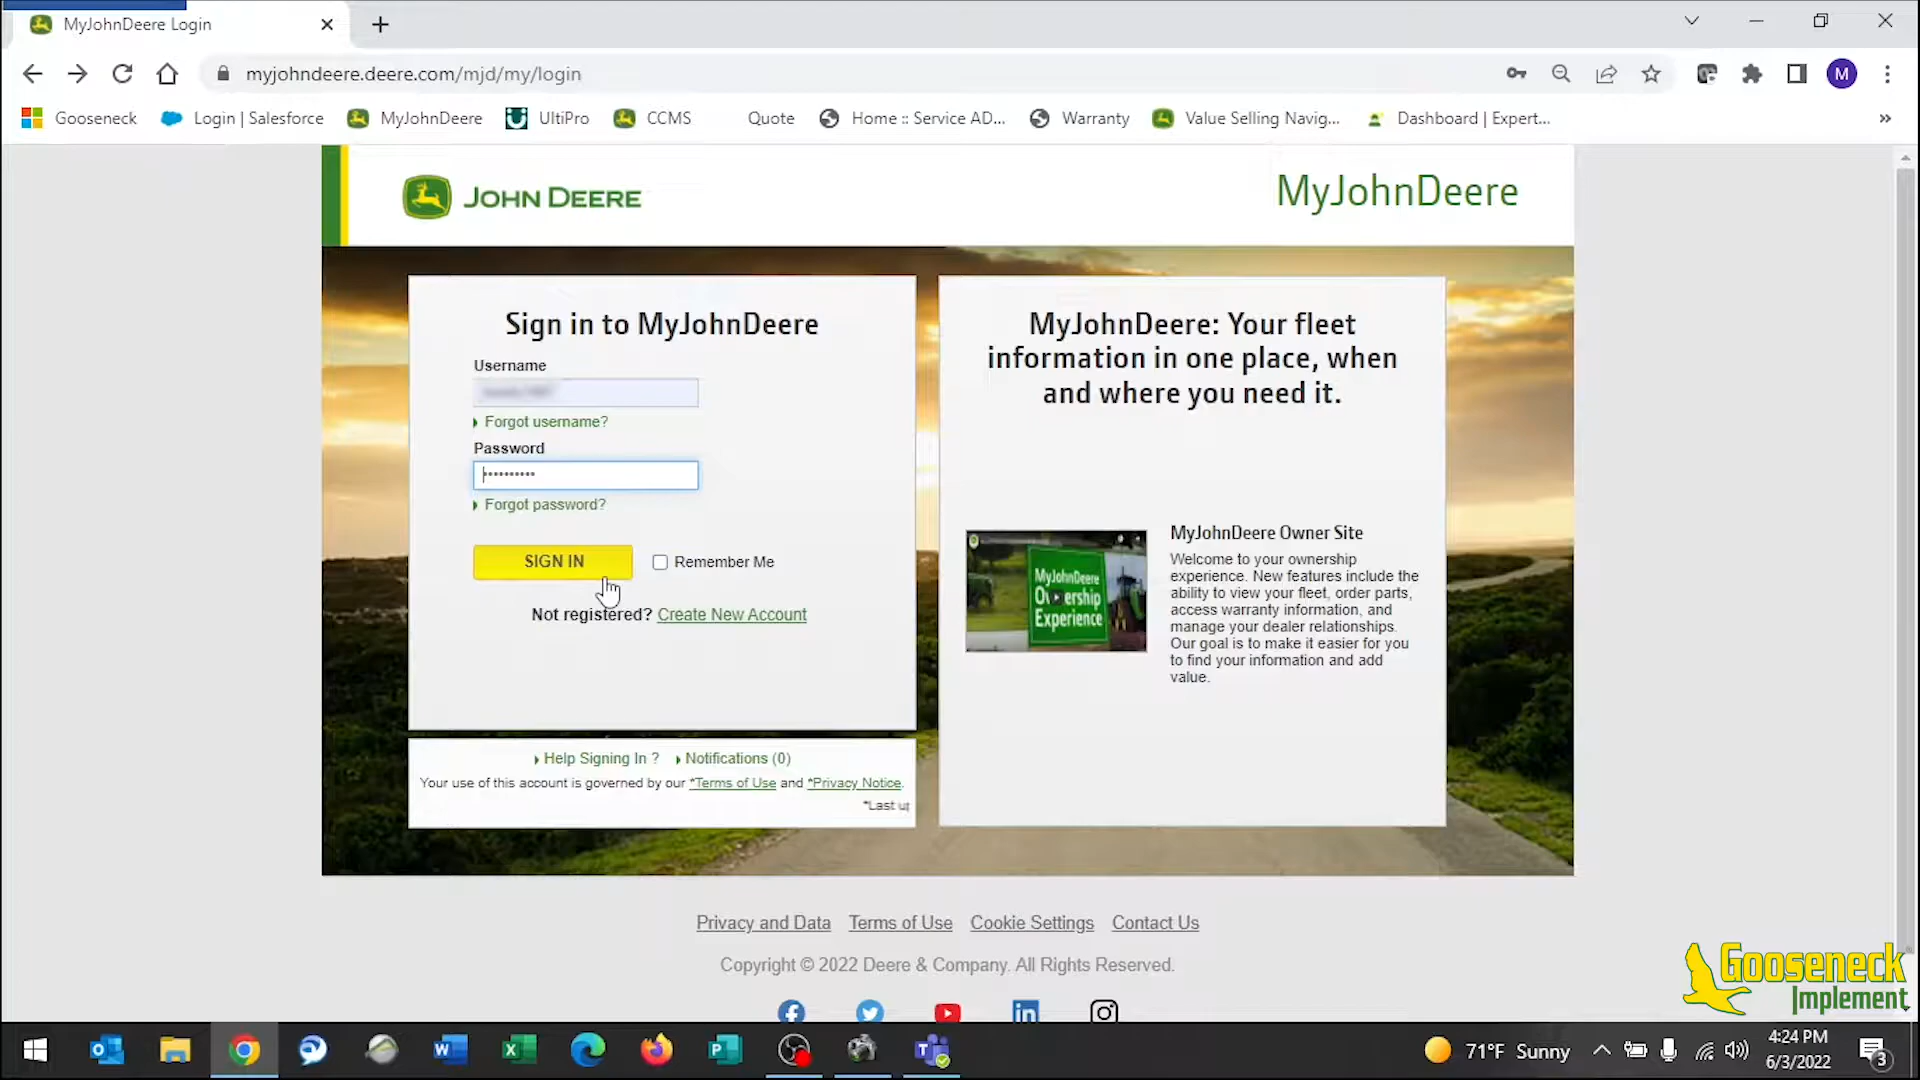 MyJohnDeere Login
myjohndeere.deere.com/mjd/my/login
M
Gooseneck
Login | Salesforce
MyJohnDeere
UltiPro
CCMS
Quote
Home :: Service AD...
Warranty
Value Selling Navig...
Dashboard | Expert...
JOHN DEERE
MyJohnDeere
Sign in to MyJohnDeere
Username
Forgot username?
Password
Forgot password?
SIGN IN
Remember Me
Not registered? Create New Account
Help Signing In ?
Notifications (0)
Your use of this account is governed by our *Terms of Use and *Privacy Notice.
*Last up
MyJohnDeere: Your fleet
information in one place, when
and where you need it.
MyJohnDeere
Ownership
Experience
MyJohnDeere Owner Site
Welcome to your ownership
experience. New features include the
ability to view your fleet, order parts,
access warranty information, and
manage your dealer relationships.
Our goal is to make it easier for you
to find your information and add
value.
Privacy and Data
Terms of Use
Cookie Settings
Contact Us
Copyright © 2022 Deere & Company. All Rights Reserved.
Gooseneck
Implement
71°F Sunny
4:24 PM
6/3/2022
3